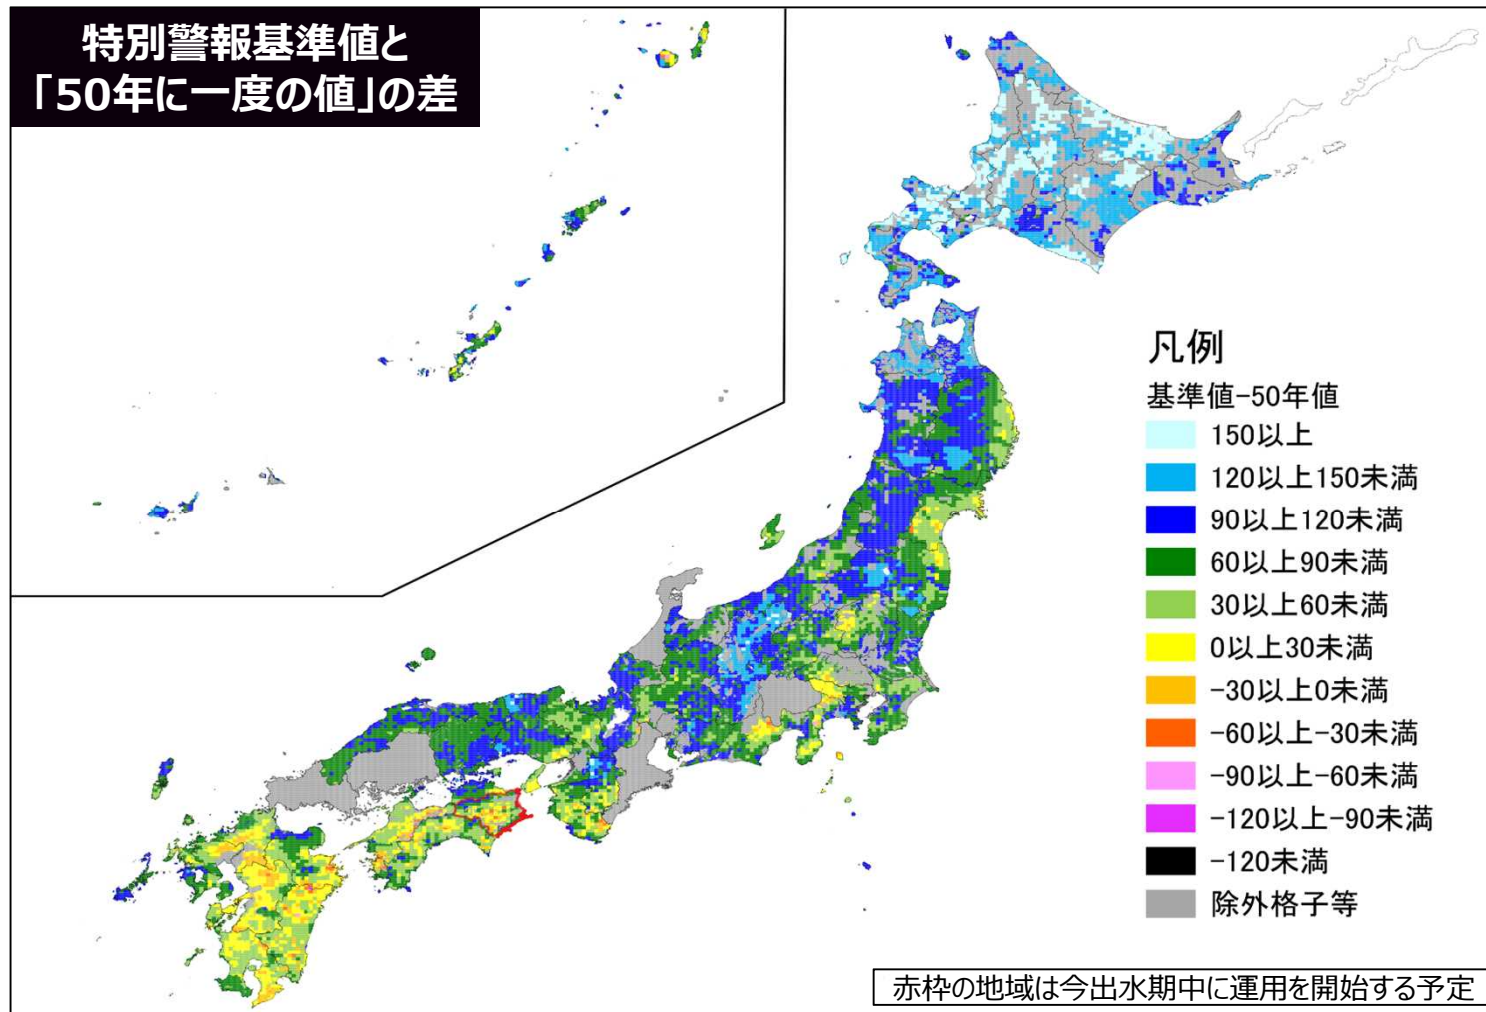 特別警報基準値と
「50年に一度の値」の差
凡例
基準値-50年値
150以上
120以上150未満
90以上120未満
60以上90未満
30以上60未満
0以上30未満
-30以上0未満
-60以上-30未満
-90以上-60未満
-120以上-90未満
-120未満
除外格子等
赤枠の地域は今出水期中に運用を開始する予定